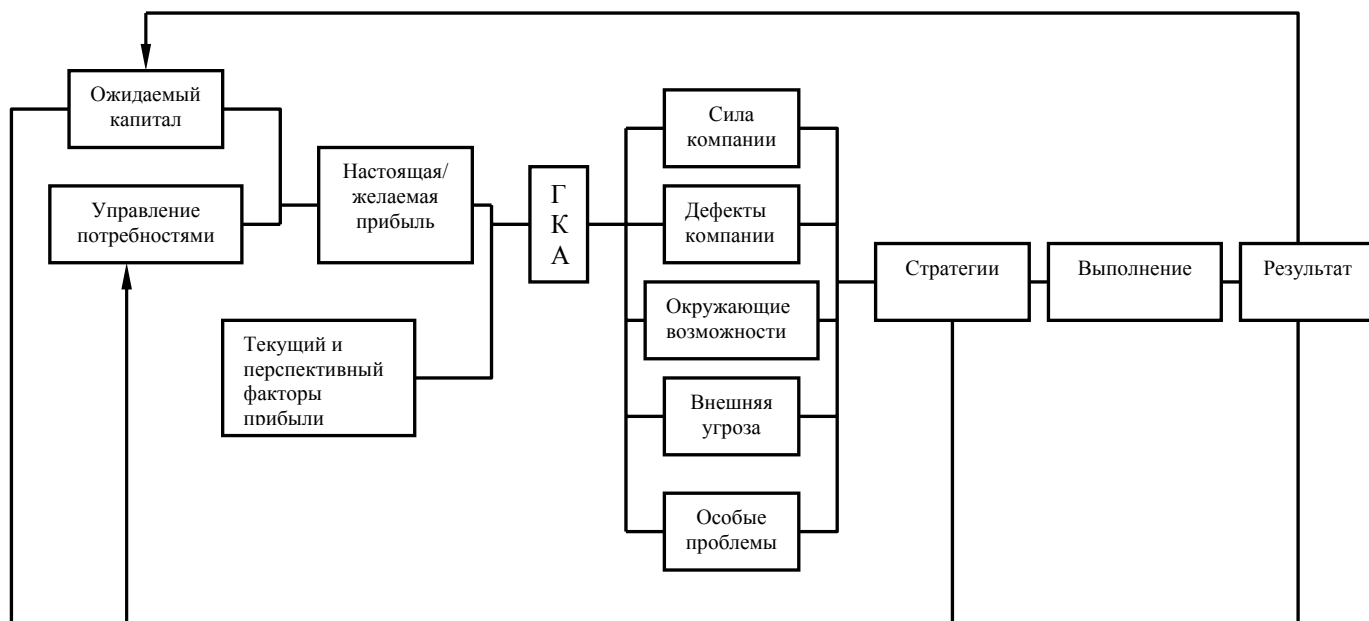 Ожидаемый
капитал
Управление
потребностями
Настоящая/
желаемая
прибыль
Текущий и
перспективный
факторы
прибыли
Г
К
А
Сила
компании
Дефекты
компании
Окружающие
возможности
Внешняя
угроза
Особые
проблемы
Стратегии
Выполнение
Результат